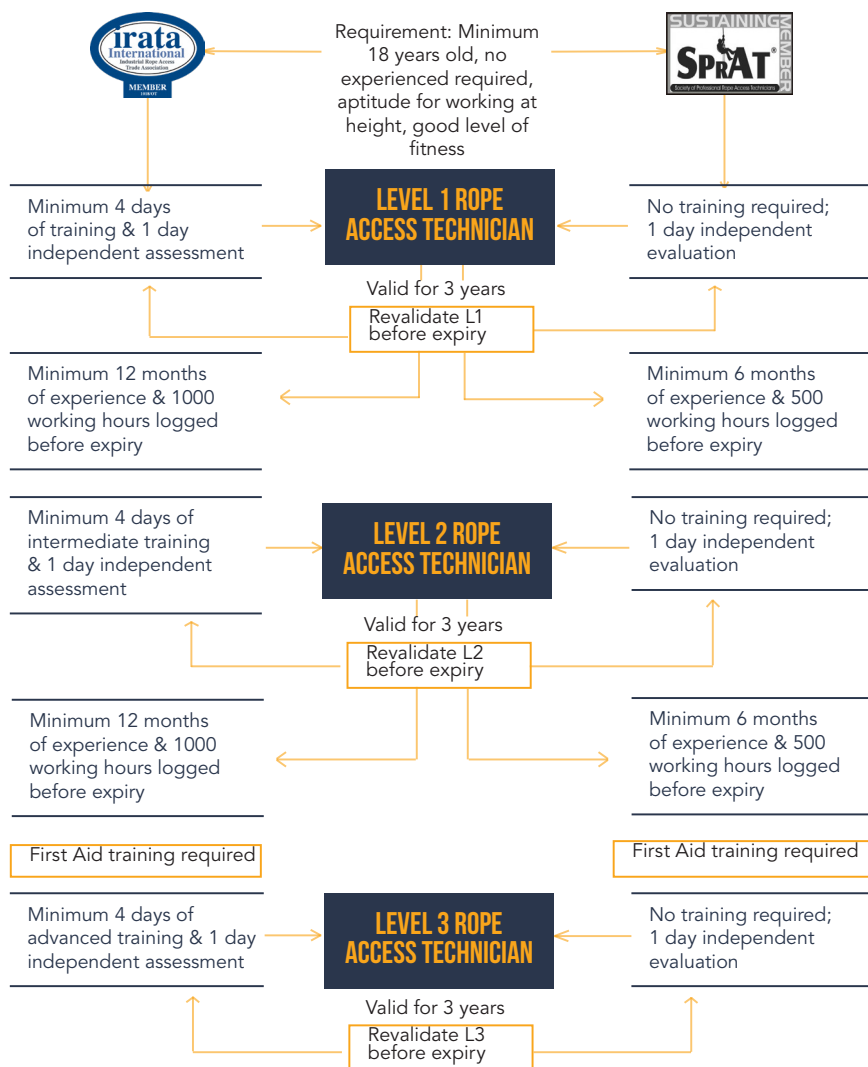 irata
International
Industrial Rope Access
Trade Association
MEMBER
Requirement: Minimum
18 years old, no
experienced required,
aptitude for working at
height, good level of
fitness
SUSTAINING
MEMBER
SPRAT®
Society of Professional Rope Access Technicians
Minimum 4 days
of training & 1 day
independent assessment
LEVEL 1 ROPE
ACCESS TECHNICIAN
No training required;
1 day independent
evaluation
Valid for 3 years
Revalidate L1
before expiry
Minimum 12 months
of experience & 1000
working hours logged
before expiry
Minimum 6 months
of experience & 500
working hours logged
before expiry
Minimum 4 days of
intermediate training
& 1 day independent
assessment
LEVEL 2 ROPE
ACCESS TECHNICIAN
No training required;
1 day independent
evaluation
Valid for 3 years
Revalidate L2
before expiry
Minimum 12 months
of experience & 1000
working hours logged
before expiry
Minimum 6 months
of experience & 500
working hours logged
before expiry
First Aid training required
First Aid training required
Minimum 4 days of
advanced training & 1 day
independent assessment
LEVEL 3 ROPE
ACCESS TECHNICIAN
No training required;
1 day independent
evaluation
Valid for 3 years
Revalidate L3
before expiry